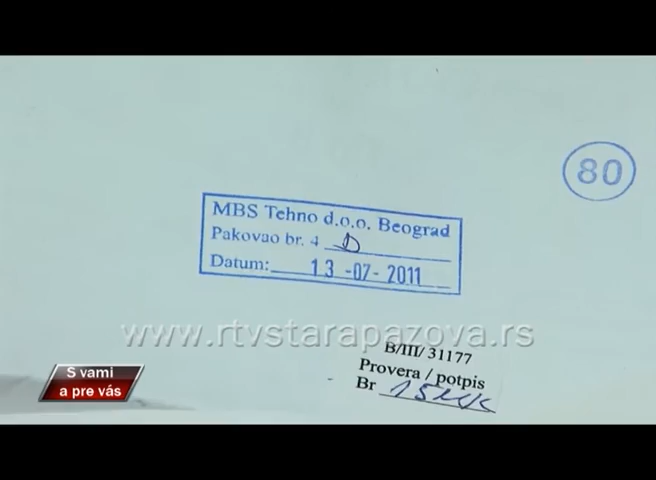 80
MBS Tehno d.o.o. Beograd
Pakovao br. 4 D
Datum: 13-07-2011
www.rtvstarapazova.rs
B/III/ 31177
Provera / potpis
Br
S vami
a pre vás